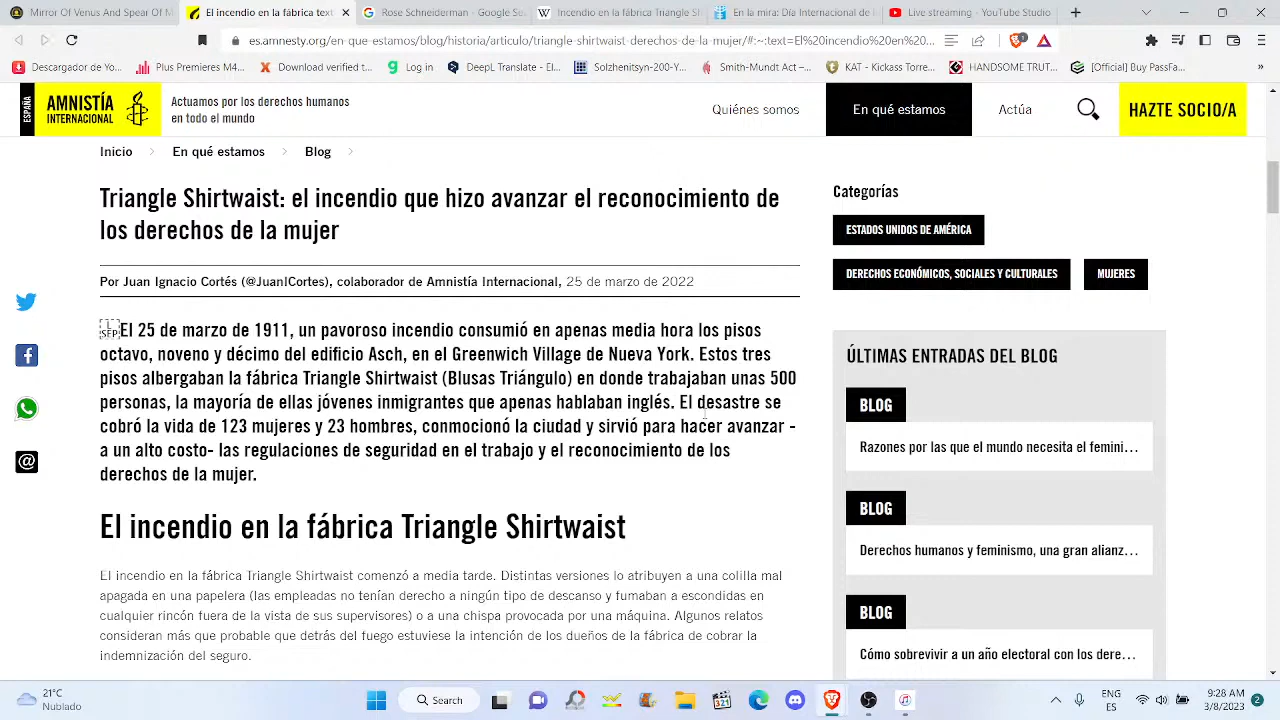 Mirror Of Venus and Speak Of M
El incendio en la fábrica text
Rose Schneiderman - Google Se
Incendio en la fábrica Triangle SI
En la mira: Día Internacional de l
Live streaming - YouTube Studio
es.amnesty.org/en-que-estamos/blog/historia/articulo/triangle-shirtwaist-derechos-de-la-mujer/#:~:text=El%20incendio%20en%20...
Descargador de Yo...
Plus Premieres M4...
Download verified t...
Log in
DeepL Translate - El...
Solzhenitsyn-200-Y...
Smith-Mundt Act -...
KAT - Kickass Torre...
HANDSOME TRUT...
[Official] Buy PassFa...
ESPAÑA
AMNISTÍA
INTERNACIONAL
Actuamos por los derechos humanos
en todo el mundo
Quiénes somos
En qué estamos
Actúa
HAZTE SOCIO/A
Inicio > En qué estamos > Blog >
Triangle Shirtwaist: el incendio que hizo avanzar el reconocimiento de
los derechos de la mujer
Por Juan Ignacio Cortés (@JuanICortes), colaborador de Amnistía Internacional, 25 de marzo de 2022
L SEP El 25 de marzo de 1911, un pavoroso incendio consumió en apenas media hora los pisos
octavo, noveno y décimo del edificio Asch, en el Greenwich Village de Nueva York. Estos tres
pisos albergaban la fábrica Triangle Shirtwaist (Blusas Triángulo) en donde trabajaban unas 500
personas, la mayoría de ellas jóvenes inmigrantes que apenas hablaban inglés. El desastre se
cobró la vida de 123 mujeres y 23 hombres, conmocionó la ciudad y sirvió para hacer avanzar -
a un alto costo- las regulaciones de seguridad en el trabajo y el reconocimiento de los
derechos de la mujer.
El incendio en la fábrica Triangle Shirtwaist
El incendio en la fábrica Triangle Shirtwaist comenzó a media tarde. Distintas versiones lo atribuyen a una colilla mal
apagada en una papelera (las empleadas no tenían derecho a ningún tipo de descanso y fumaban a escondidas en
cualquier rincón fuera de la vista de sus supervisores) o a una chispa provocada por una máquina. Algunos relatos
consideran más que probable que detrás del fuego estuviese la intención de los dueños de la fábrica de cobrar la
indemnización del seguro.
Categorías
ESTADOS UNIDOS DE AMÉRICA
DERECHOS ECONÓMICOS, SOCIALES Y CULTURALES
MUJERES
ÚLTIMAS ENTRADAS DEL BLOG
BLOG
Razones por las que el mundo necesita el femini...
BLOG
Derechos humanos y feminismo, una gran alianz...
BLOG
Cómo sobrevivir a un año electoral con los dere...
21°C
Nublado
Search
321
ENG
ES
9:28 AM
3/8/2023
2